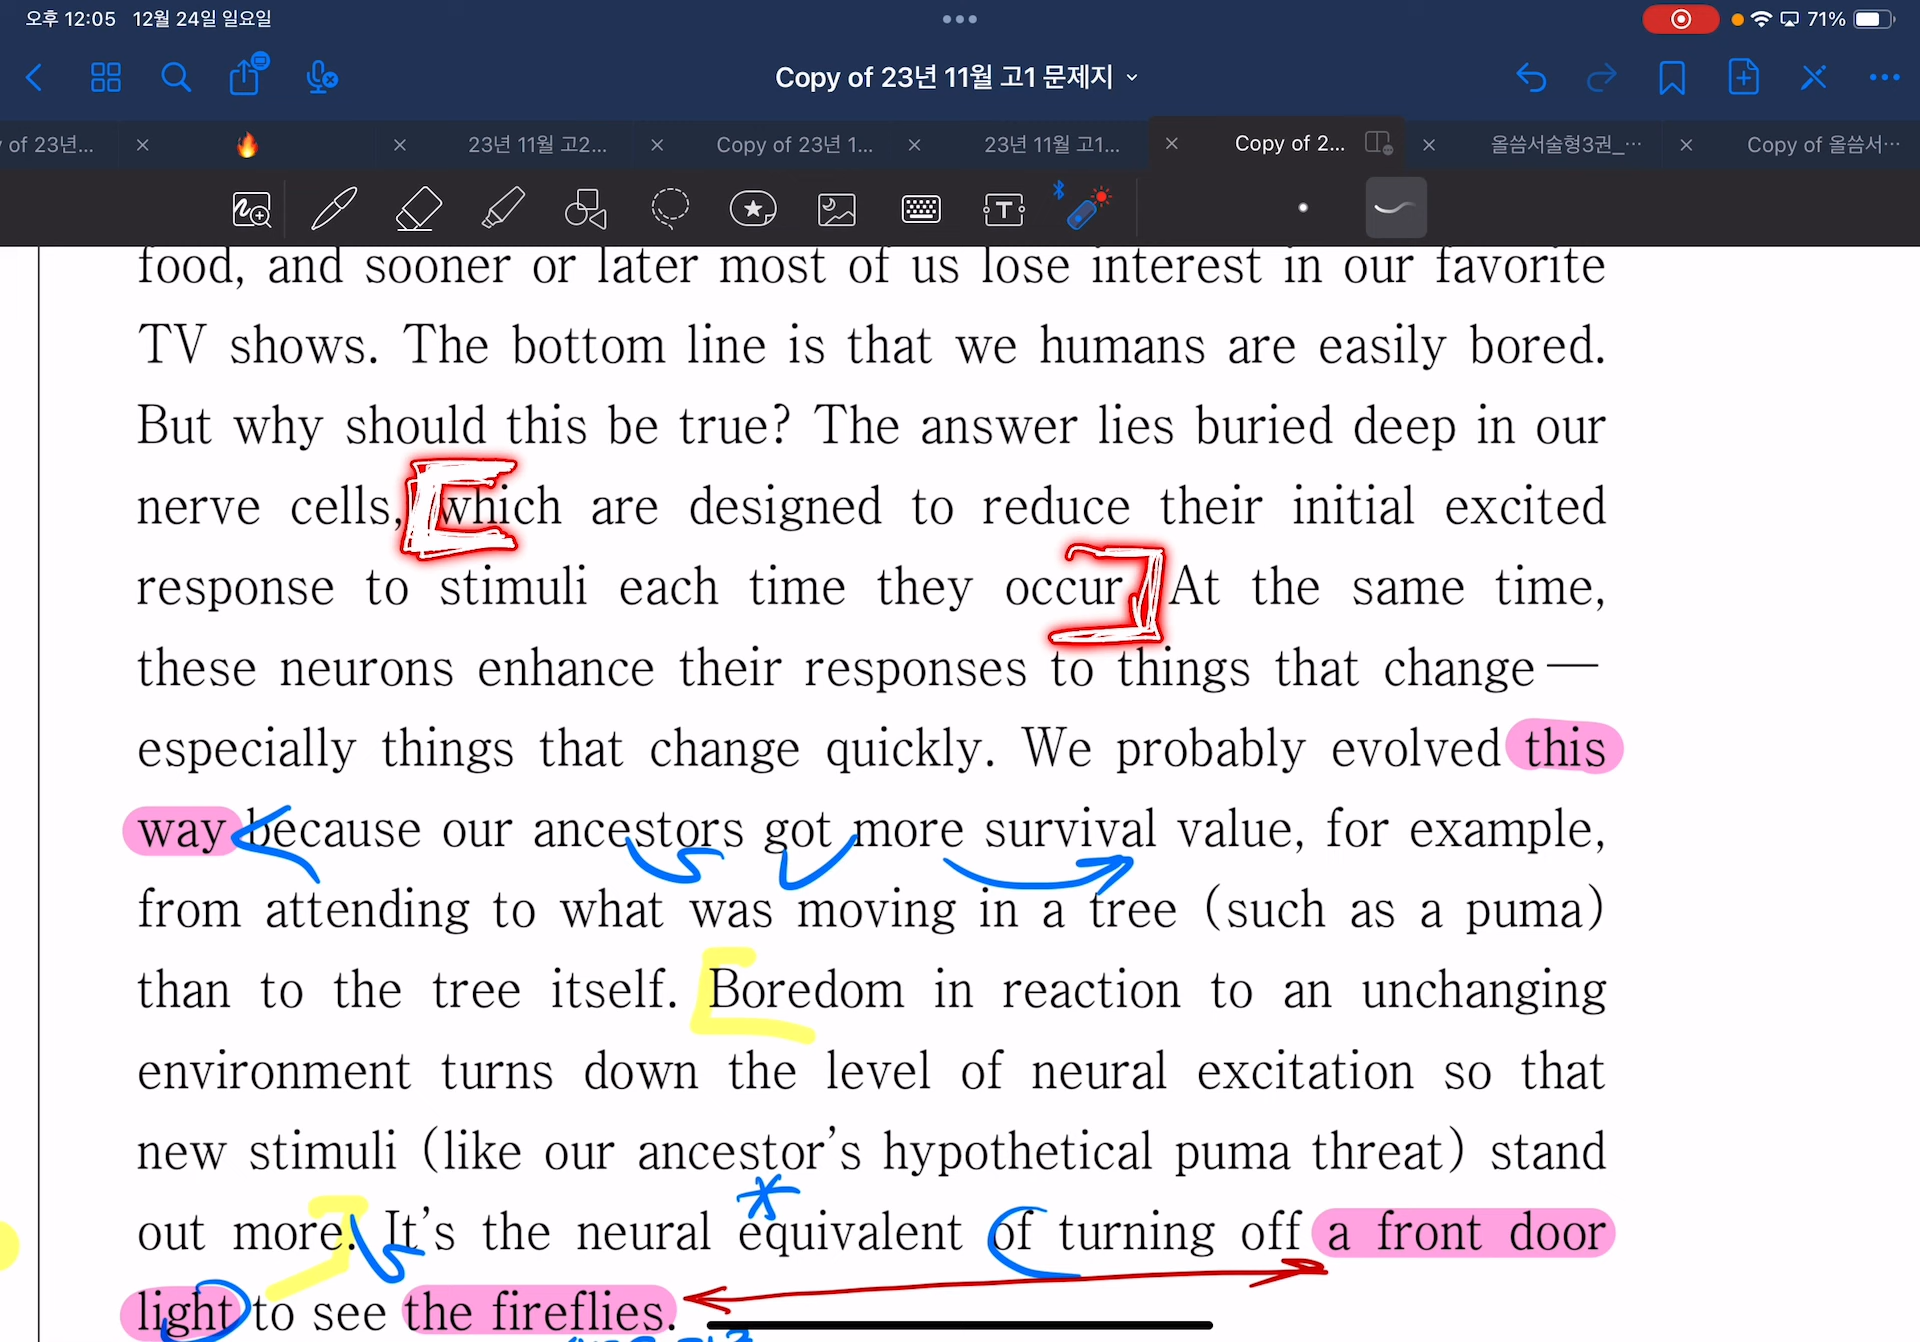 오후 12:05 12월 24일 일요일
71%
Copy of 23년 11월 고1 문제지
of 23년...
23년 11월 고2...
Copy of 23년 1...
23년 11월 고1...
Copy of 2...
올씀서술형3권_...
Copy of 올씀서...
food, and sooner or later most of us lose interest in our favorite
TV shows. The bottom line is that we humans are easily bored.
But why should this be true? The answer lies buried deep in our
nerve cells, which are designed to reduce their initial excited
response to stimuli each time they occur. At the same time,
these neurons enhance their responses to things that change—
especially things that change quickly. We probably evolved this
way because our ancestors got more survival value, for example,
from attending to what was moving in a tree (such as a puma)
than to the tree itself. Boredom in reaction to an unchanging
environment turns down the level of neural excitation so that
new stimuli (like our ancestor's hypothetical puma threat) stand
out more. It's the neural equivalent of turning off a front door
light to see the fireflies.